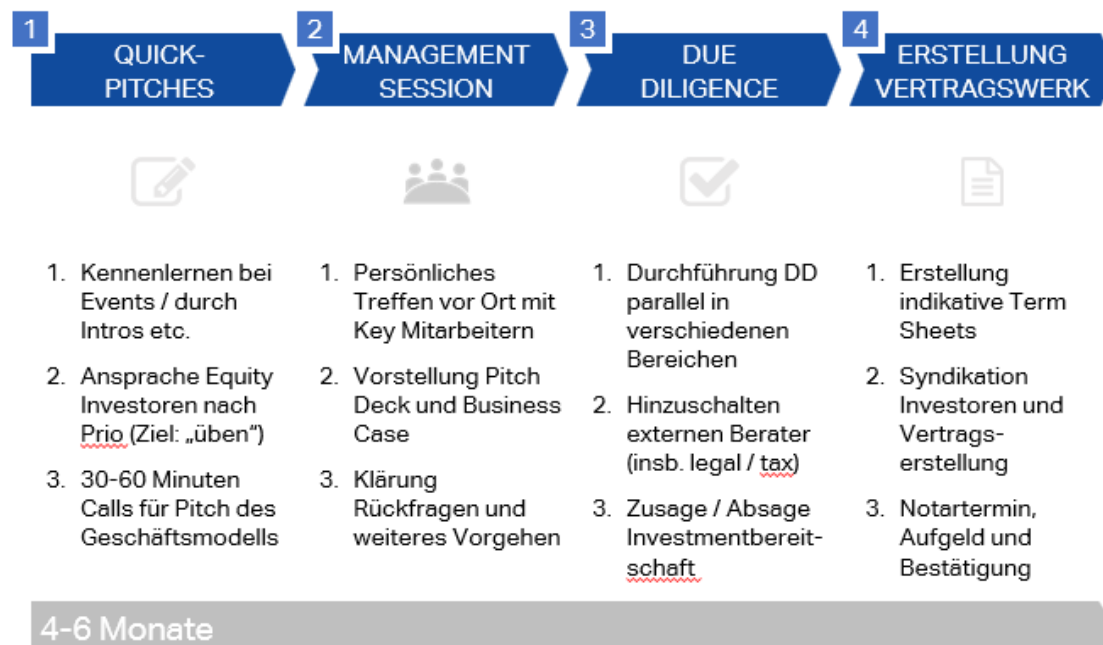 1
QUICK-
PITCHES
2
MANAGEMENT
SESSION
3
DUE
DILIGENCE
4
ERSTELLUNG
VERTRAGSWERK
1. Kennenlernen bei
Events / durch
Intros etc.
2. Ansprache Equity
Investoren nach
Prio (Ziel: „üben“)
3. 30-60 Minuten
Calls für Pitch des
Geschäftsmodells
1. Persönliches
Treffen vor Ort mit
Key Mitarbeitern
2. Vorstellung Pitch
Deck und Business
Case
3. Klärung
Rückfragen und
weiteres Vorgehen
1. Durchführung DD
parallel in
verschiedenen
Bereichen
2. Hinzuschalten
externen Berater
(insb. legal / tax)
3. Zusage / Absage
Investmentbereit-
schaft
1. Erstellung
indikative Term
Sheets
2. Syndikation
Investoren und
Vertrags-
erstellung
3. Notartermin,
Aufgeld und
Bestätigung
4-6 Monate